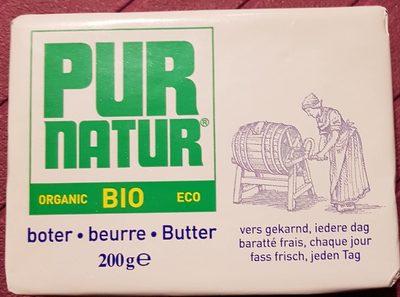 PUR
NATUR®
ORGANIC BIO ECO
boter • beurre • Butter
200g℮
vers gekarnd, iedere dag
baratté frais, chaque jour
fass frisch, jeden Tag